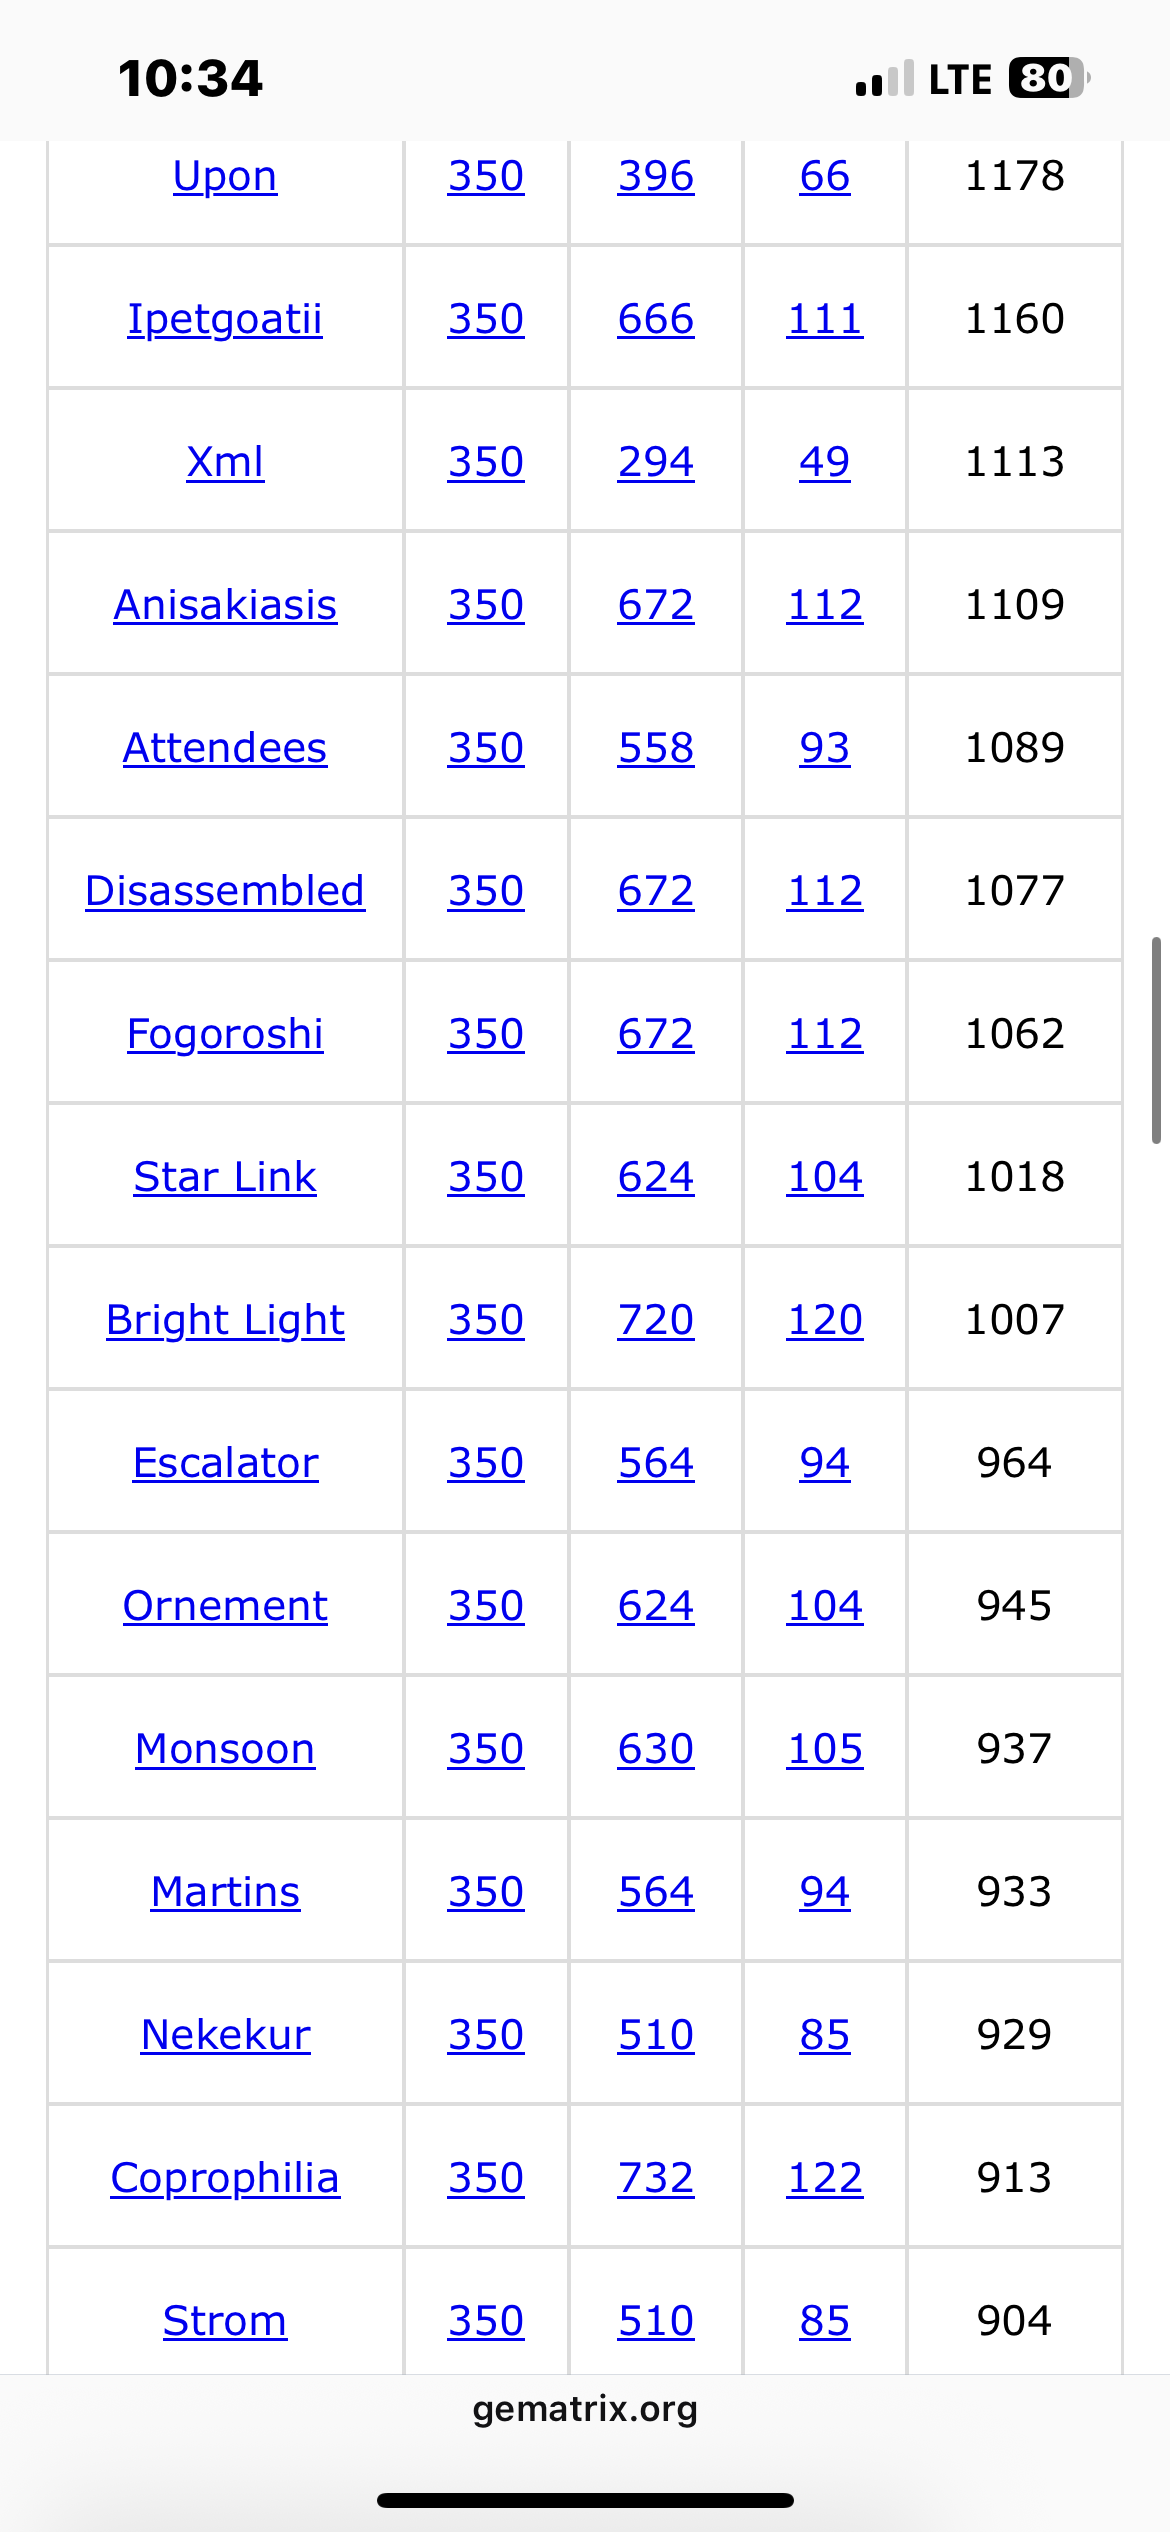 10:34 LTE 80
Upon 350 396 66 1178
Ipetgoatii 350 666 111 1160
Xml 350 294 49 1113
Anisakiasis 350 672 112 1109
Attendees 350 558 93 1089
Disassembled 350 672 112 1077
Fogoroshi 350 672 112 1062
Star Link 350 624 104 1018
Bright Light 350 720 120 1007
Escalator 350 564 94 964
Ornement 350 624 104 945
Monsoon 350 630 105 937
Martins 350 564 94 933
Nekekur 350 510 85 929
Coprophilia 350 732 122 913
Strom 350 510 85 904
gematrix.org